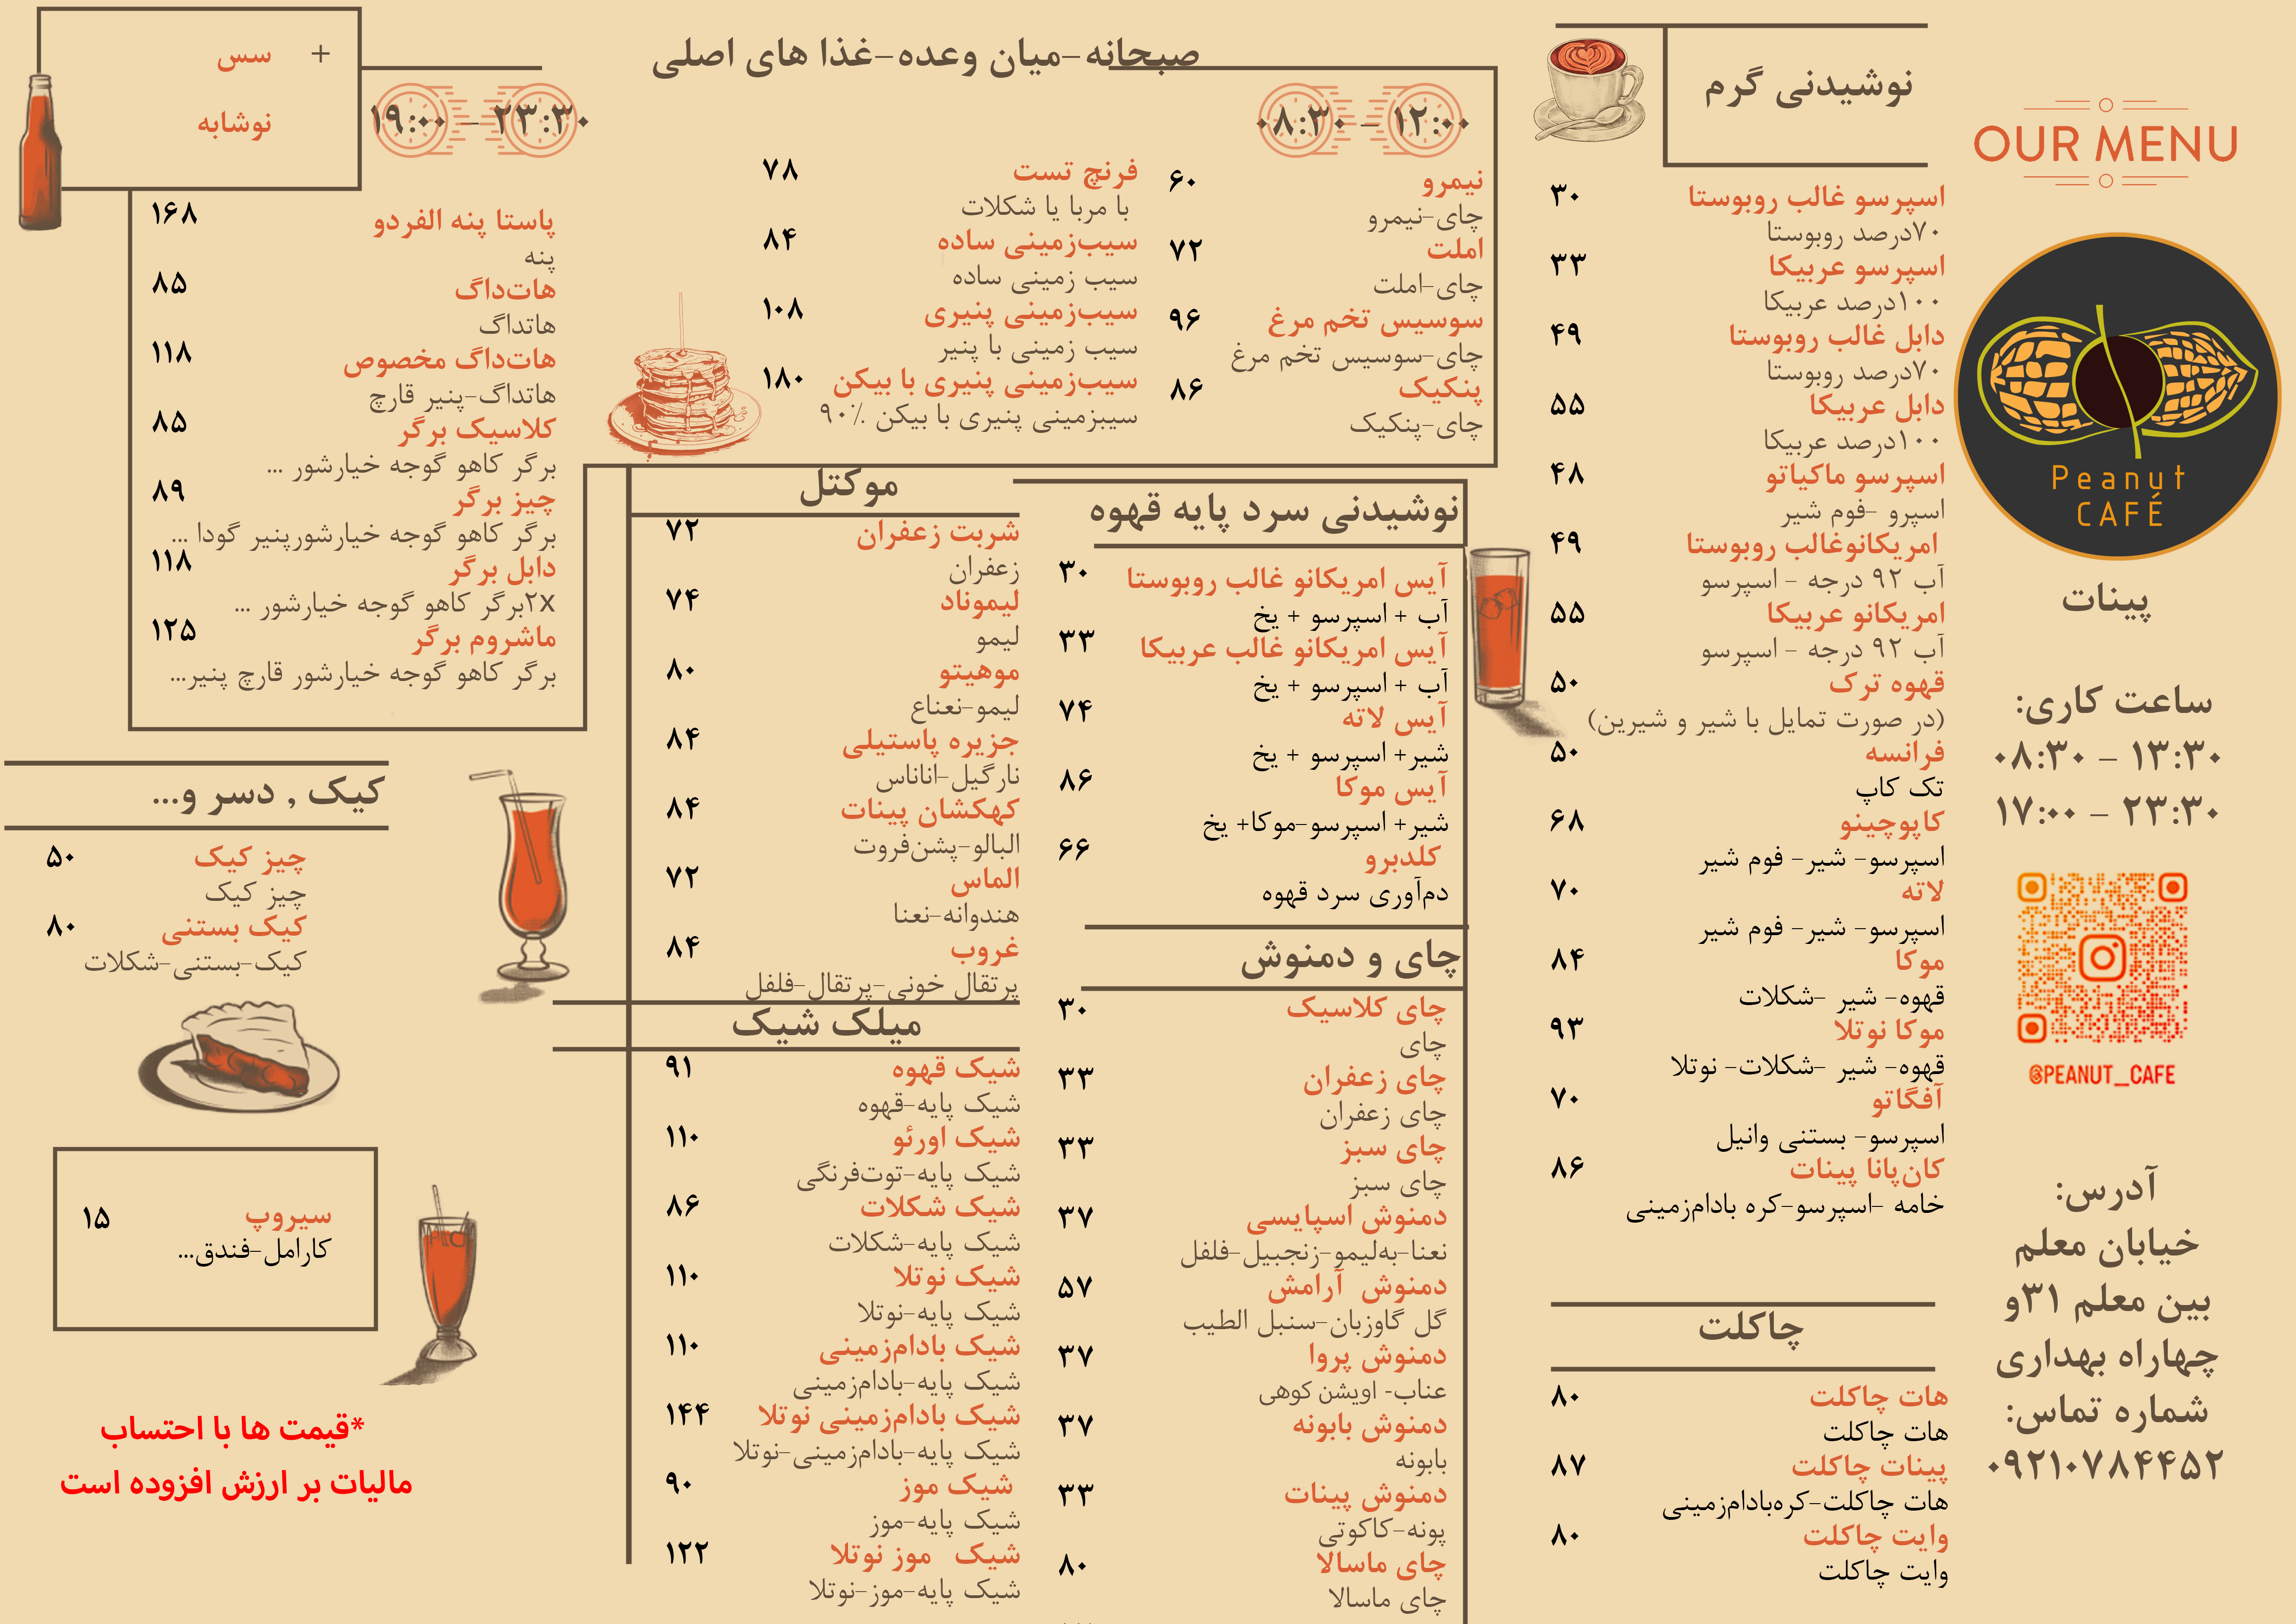 OUR MENU
Peanut
CAFÉ
پینات
ساعت کاری:
۰۸:۳۰ – ۱۳:۳۰
۱۷:۰۰ – ۲۳:۳۰
@PEANUT_CAFE
آدرس:
خیابان معلم
بین معلم ۳۱و
چهاراه بهداری
شماره تماس:
۰۹۲۱۰۷۸۴۴۵۲
نوشیدنی گرم
اسپرسو غالب روبوستا ۳۰
۷۰درصد روبوستا
اسپرسو عربیکا ۳۳
۱۰۰درصد عربیکا
دابل غالب روبوستا ۴۹
۷۰درصد روبوستا
دابل عربیکا ۵۵
۱۰۰درصد عربیکا
اسپرسو ماکیاتو ۴۸
اسپرو -فوم شیر
امریکانوغالب روبوستا ۴۹
آب ۹۲ درجه - اسپرسو
امریکانو عربیکا ۵۵
آب ۹۲ درجه - اسپرسو
قهوه ترک ۵۰
(در صورت تمایل با شیر و شیرین)
فرانسه ۵۰
تک کاپ
کاپوچینو ۶۸
اسپرسو- شیر- فوم شیر
لاته ۷۰
اسپرسو- شیر- فوم شیر
موکا ۸۴
قهوه- شیر -شکلات
موکا نوتلا ۹۳
قهوه- شیر -شکلات- نوتلا
آفگاتو ۷۰
اسپرسو- بستنی وانیل
کان‌پانا پینات ۸۶
خامه -اسپرسو-کره بادام‌زمینی
چاکلت
هات چاکلت ۸۰
هات چاکلت
پینات چاکلت ۸۷
هات چاکلت-کره‌بادام‌زمینی
وایت چاکلت ۸۰
وایت چاکلت
صبحانه-میان وعده-غذا های اصلی
۰۸:۳۰ – ۱۲:۰۰
نیمرو ۶۰
چای-نیمرو
املت ۷۲
چای-املت
سوسیس تخم مرغ ۹۶
چای-سوسیس تخم مرغ
پنکیک ۸۶
چای-پنکیک
فرنچ تست ۷۸
با مربا یا شکلات
سیب‌زمینی ساده ۸۴
سیب زمینی ساده
سیب‌زمینی پنیری ۱۰۸
سیب زمینی با پنیر
سیب‌زمینی پنیری با بیکن ۱۸۰
سیبزمینی پنیری با بیکن ۹۰٪
۱۹:۰۰ – ۲۳:۳۰
+ سس
نوشابه
پاستا پنه الفردو ۱۶۸
پنه
هات‌داگ ۸۵
هاتداگ
هات‌داگ مخصوص ۱۱۸
هاتداگ-پنیر قارچ
کلاسیک برگر ۸۵
برگر کاهو گوجه خیارشور ...
چیز برگر ۸۹
برگر کاهو گوجه خیارشورپنیر گودا ...
دابل برگر ۱۱۸
۲xبرگر کاهو گوجه خیارشور ...
ماشروم برگر ۱۲۵
برگر کاهو گوجه خیارشور قارچ پنیر...
نوشیدنی سرد پایه قهوه
آیس امریکانو غالب روبوستا ۳۰
آب + اسپرسو + یخ
آیس امریکانو غالب عربیکا ۳۳
آب + اسپرسو + یخ
آیس لاته ۷۴
شیر+ اسپرسو + یخ
آیس موکا ۸۶
شیر+ اسپرسو-موکا+ یخ
کلدبرو ۶۶
دم‌آوری سرد قهوه
چای و دمنوش
چای کلاسیک ۳۰
چای
چای زعفران ۳۳
چای زعفران
چای سبز ۳۳
چای سبز
دمنوش اسپایسی ۳۷
نعنا-به‌لیمو-زنجبیل-فلفل
دمنوش آرامش ۵۷
گل گاوزبان-سنبل الطیب
دمنوش پروا ۳۷
عناب- اویشن کوهی
دمنوش بابونه ۳۷
بابونه
دمنوش پینات ۳۳
پونه-کاکوتی
چای ماسالا ۸۰
چای ماسالا
موکتل
شربت زعفران ۷۲
زعفران
لیموناد ۷۴
لیمو
موهیتو ۸۰
لیمو-نعناع
جزیره پاستیلی ۸۴
نارگیل-اناناس
کهکشان پینات ۸۴
البالو-پشن‌فروت
الماس ۷۲
هندوانه-نعنا
غروب ۸۴
پرتقال خونی-پرتقال-فلفل
میلک شیک
شیک قهوه ۹۱
شیک پایه-قهوه
شیک اورئو ۱۱۰
شیک پایه-توت‌فرنگی
شیک شکلات ۸۶
شیک پایه-شکلات
شیک نوتلا ۱۱۰
شیک پایه-نوتلا
شیک بادام‌زمینی ۱۱۰
شیک پایه-بادام‌زمینی
شیک بادام‌زمینی نوتلا ۱۴۴
شیک پایه-بادام‌زمینی-نوتلا
شیک موز ۹۰
شیک پایه-موز
شیک موز نوتلا ۱۲۲
شیک پایه-موز-نوتلا
کیک , دسر و...
چیز کیک ۵۰
چیز کیک
کیک بستنی ۸۰
کیک-بستنی-شکلات
سیروپ ۱۵
کارامل-فندق...
*قیمت ها با احتساب
مالیات بر ارزش افزوده است